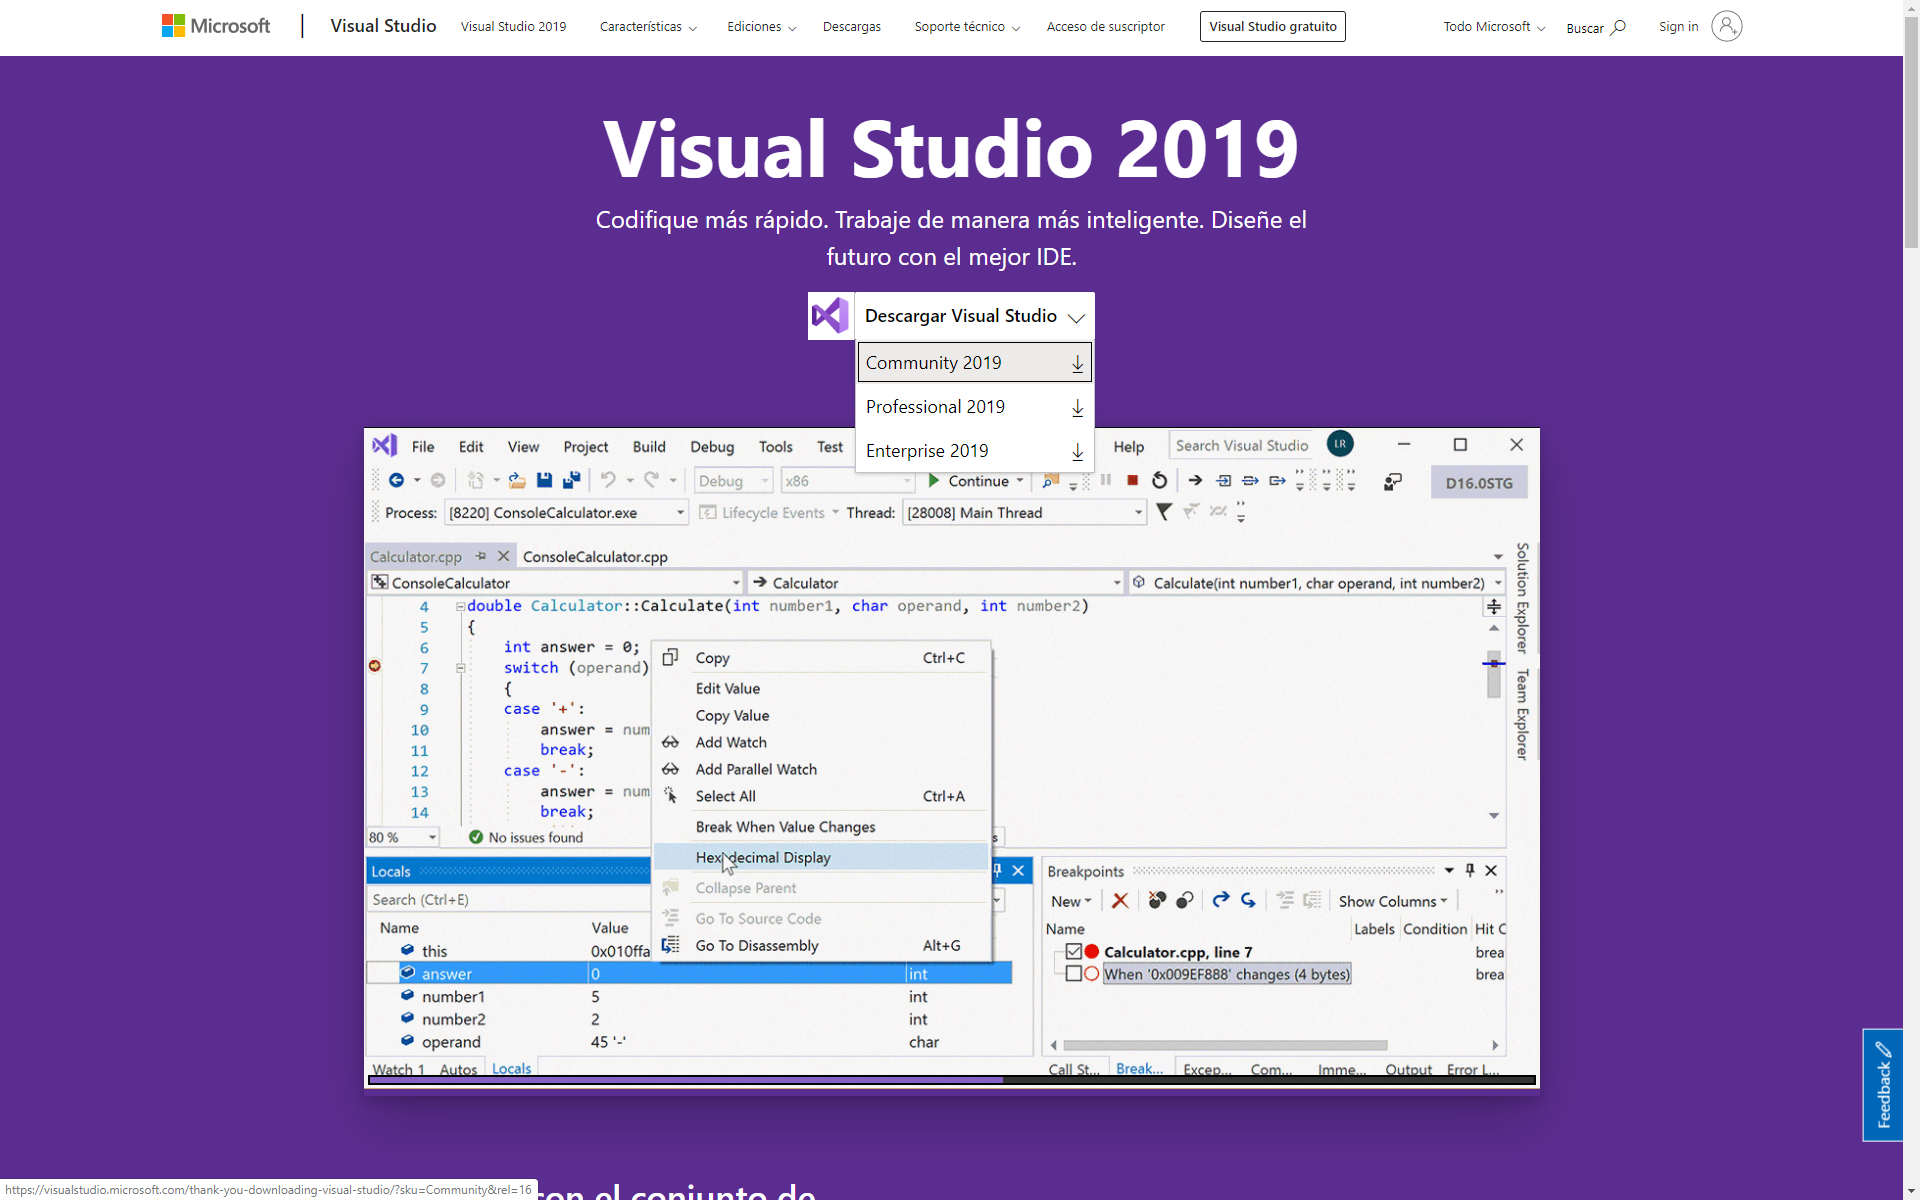 Microsoft
Visual Studio
Visual Studio 2019
Características
Ediciones
Descargas
Soporte técnico
Acceso de suscriptor
Visual Studio gratuito
Todo Microsoft
Buscar
Sign in
Visual Studio 2019
Codifique más rápido. Trabaje de manera más inteligente. Diseñe el
futuro con el mejor IDE.
Descargar Visual Studio
Community 2019
Professional 2019
Enterprise 2019
File Edit View Project Build Debug Tools Test Help Search Visual Studio LR
Debug x86 Continue D16.0STG
Process: [8220] ConsoleCalculator.exe Lifecycle Events Thread: [28008] Main Thread
Calculator.cpp ConsoleCalculator.cpp
ConsoleCalculator Calculator Calculate(int number1, char operand, int number2)
Solution Explorer
Team Explorer
4 double Calculator::Calculate(int number1, char operand, int number2)
5 {
6 int answer = 0;
7 switch (operand)
8 {
9 case '+':
10 answer = num
11 break;
12 case '-':
13 answer = num
14 break;
80 % No issues found
Copy Ctrl+C
Edit Value
Copy Value
Add Watch
Add Parallel Watch
Select All Ctrl+A
Break When Value Changes
Hexadecimal Display
Collapse Parent
Go To Source Code
Go To Disassembly Alt+G
Locals
Search (Ctrl+E)
Name Value
this 0x010ffa
answer 0 int
number1 5 int
number2 2 int
operand 45 '-' char
Watch 1 Autos Locals
Breakpoints
New Show Columns
Name Labels Condition Hit C
Calculator.cpp, line 7 brea
When '0x009EF888' changes (4 bytes) brea
Call St... Break... Excep... Com... Imme... Output Error L...
Feedback
con el conjunto de
https://visualstudio.microsoft.com/thank-you-downloading-visual-studio/?sku=Community&rel=16